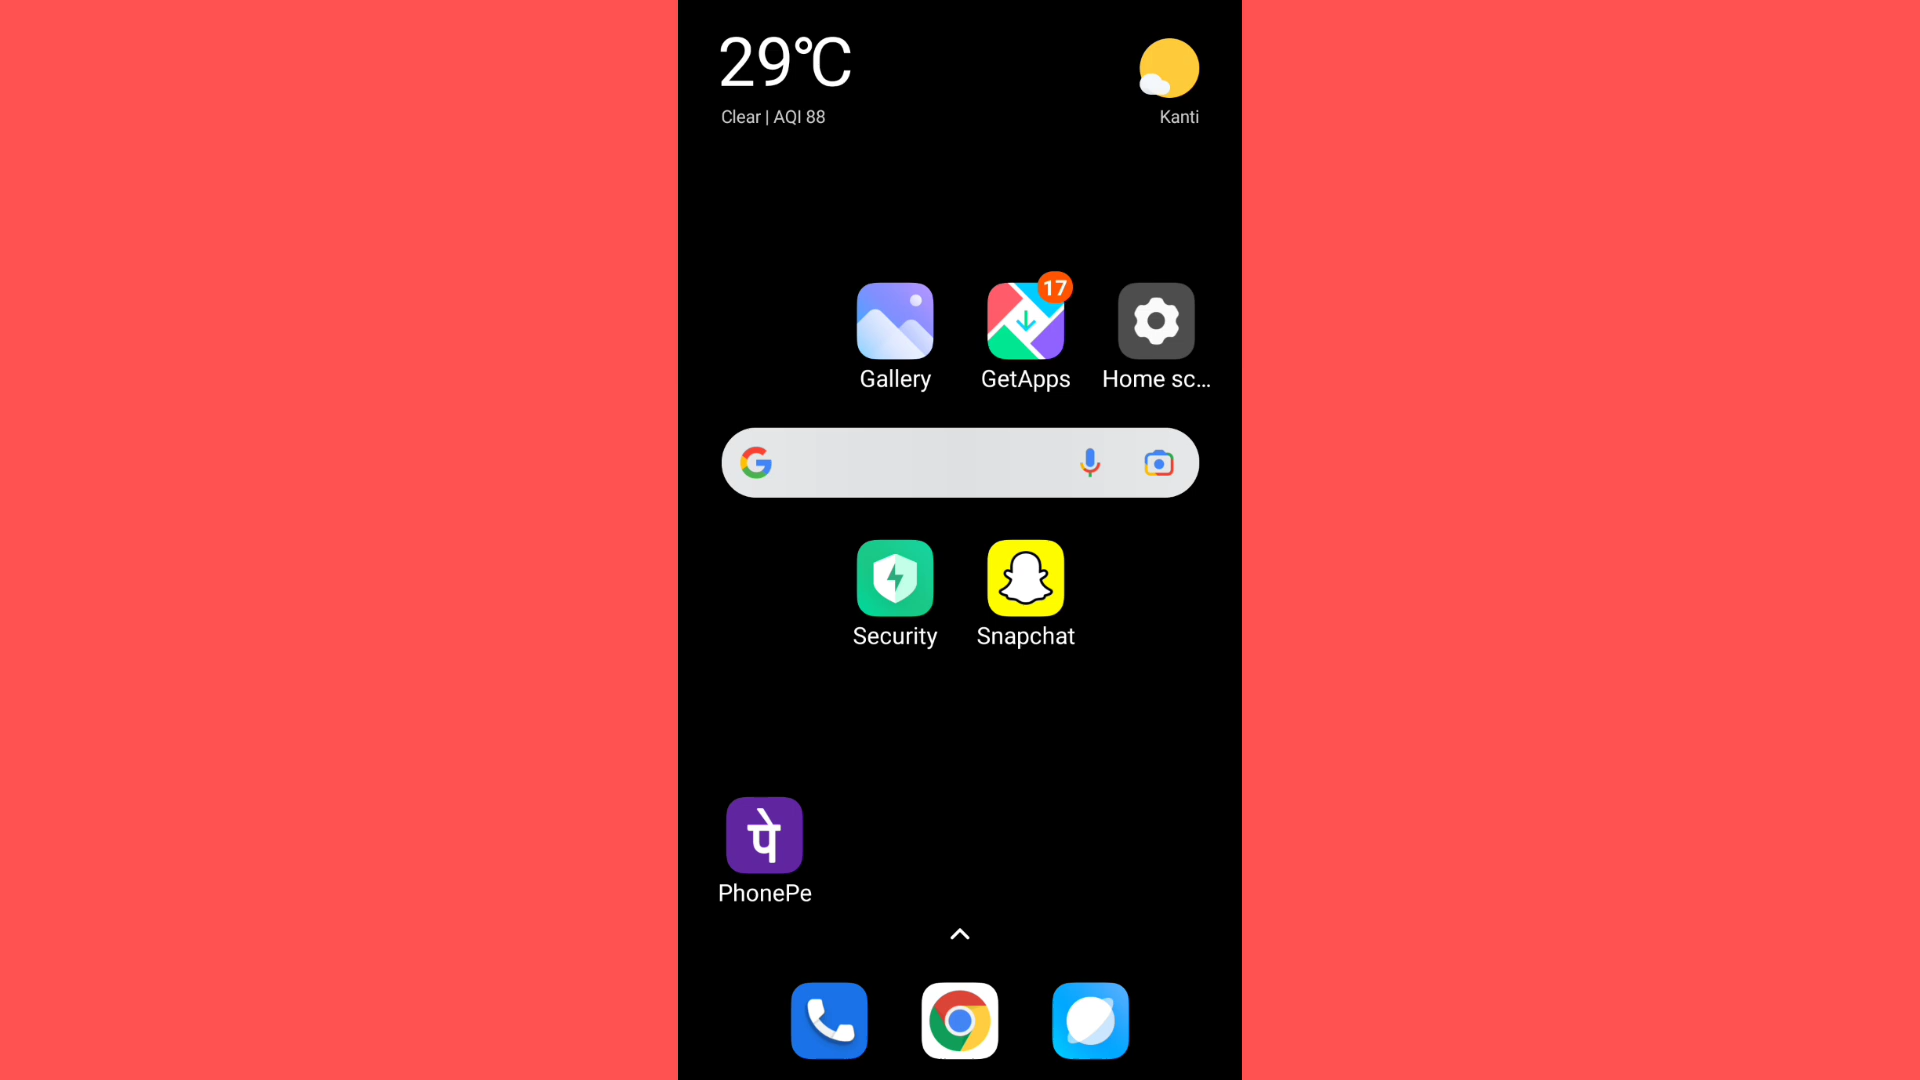 29℃
Clear | AQI 88
Kanti
17
Gallery
GetApps
Home sc...
G
Security
Snapchat
पे
PhonePe